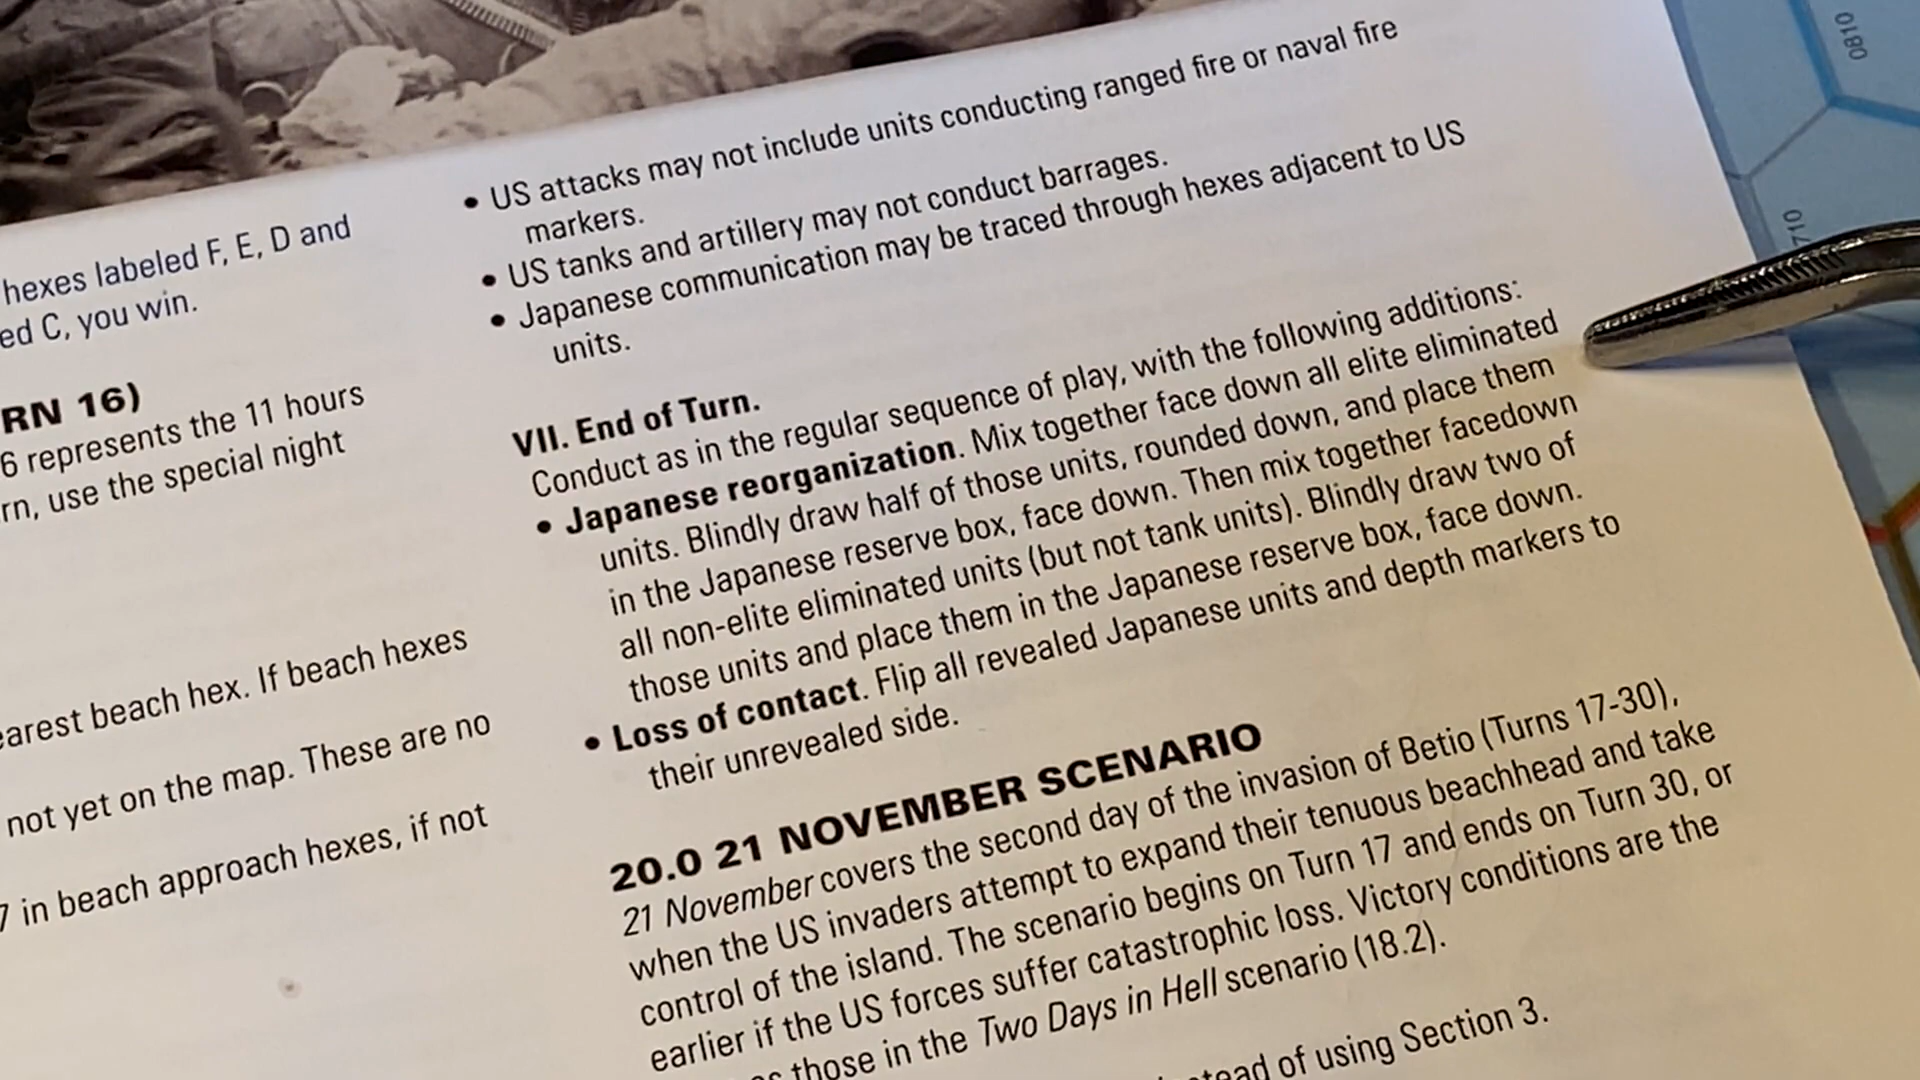 hexes labeled F, E, D and
ed C, you win.
RN 16)
6 represents the 11 hours
rn, use the special night
earest beach hex. If beach hexes
not yet on the map. These are no
7 in beach approach hexes, if not
• US attacks may not include units conducting ranged fire or naval fire
markers.
• US tanks and artillery may not conduct barrages.
• Japanese communication may be traced through hexes adjacent to US
units.
VII. End of Turn.
Conduct as in the regular sequence of play, with the following additions:
• Japanese reorganization. Mix together face down all elite eliminated
units. Blindly draw half of those units, rounded down, and place them
in the Japanese reserve box, face down. Then mix together facedown
all non-elite eliminated units (but not tank units). Blindly draw two of
those units and place them in the Japanese reserve box, face down.
• Loss of contact. Flip all revealed Japanese units and depth markers to
their unrevealed side.
20.0 21 NOVEMBER SCENARIO
21 November covers the second day of the invasion of Betio (Turns 17-30),
when the US invaders attempt to expand their tenuous beachhead and take
control of the island. The scenario begins on Turn 17 and ends on Turn 30, or
earlier if the US forces suffer catastrophic loss. Victory conditions are the
those in the Two Days in Hell scenario (18.2).
stead of using Section 3.
0810
710